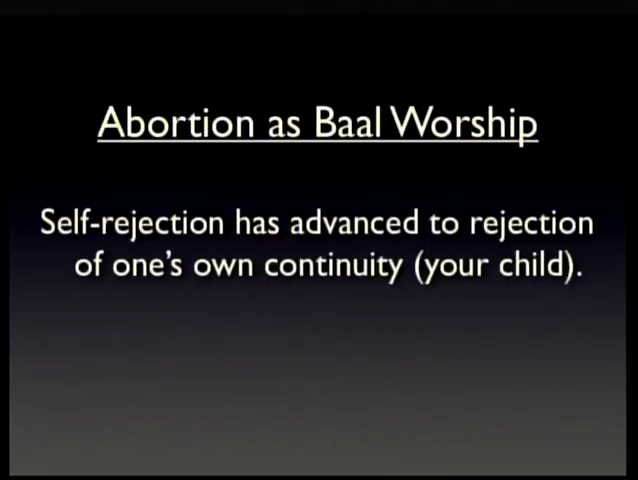 Abortion as Baal Worship
Self-rejection has advanced to rejection
of one's own continuity (your child).